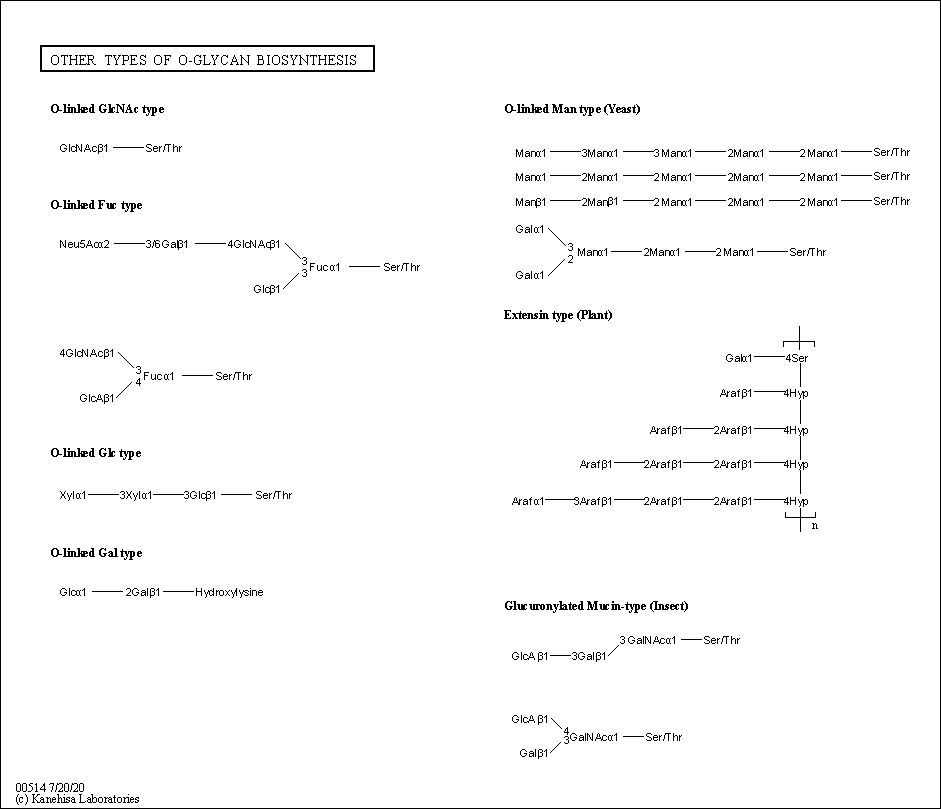 OTHER TYPES OF O-GLYCAN BIOSYNTHESIS
O-linked GlcNAc type
GlcNAcβ1 Ser/Thr
O-linked Fuc type
Neu5Acα2 3/6Galβ1 4GlcNAcβ1
3
3 Fucα1 Ser/Thr
Glcβ1
4GlcNAcβ1
3
4 Fucα1 Ser/Thr
GlcAβ1
O-linked Glc type
Xylα1 3Xylα1 3Glcβ1 Ser/Thr
O-linked Gal type
Glcα1 2Galβ1 Hydroxylysine
O-linked Man type (Yeast)
Manα1 3Manα1 3Manα1 2Manα1 2Manα1 Ser/Thr
Manα1 2Manα1 2Manα1 2Manα1 2Manα1 Ser/Thr
Manβ1 2Manβ1 2Manα1 2Manα1 2Manα1 Ser/Thr
Galα1
3
2 Manα1 2Manα1 2Manα1 Ser/Thr
Galα1
Extensin type (Plant)
Galα1 4Ser
Arafβ1 4Hyp
Arafβ1 2Arafβ1 4Hyp
Arafβ1 2Arafβ1 2Arafβ1 4Hyp
Arafα1 3Arafβ1 2Arafβ1 2Arafβ1 4Hyp
n
Glucuronylated Mucin-type (Insect)
3GalNAcα1 Ser/Thr
GlcAβ1 3Galβ1
GlcAβ1
4
3 GalNAcα1 Ser/Thr
Galβ1
00514 7/20/20
(c) Kanehisa Laboratories